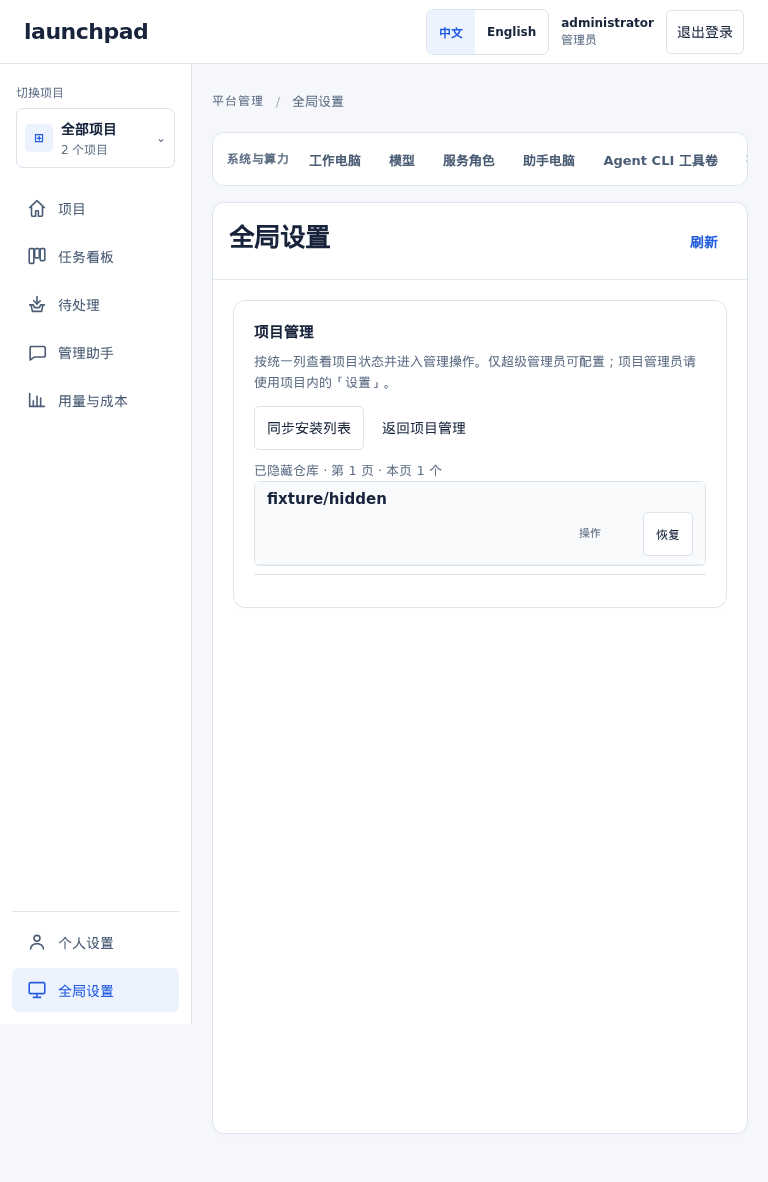 launchpad
中文
English
administrator
管理员
退出登录
切换项目
全部项目
2 个项目
项目
任务看板
待处理
管理助手
用量与成本
个人设置
全局设置
平台管理 / 全局设置
系统与算力
工作电脑
模型
服务角色
助手电脑
Agent CLI 工具卷
全局设置
刷新
项目管理
按统一列查看项目状态并进入管理操作。仅超级管理员可配置；项目管理员请
使用项目内的「设置」。
同步安装列表
返回项目管理
已隐藏仓库 · 第 1 页 · 本页 1 个
fixture/hidden
操作
恢复